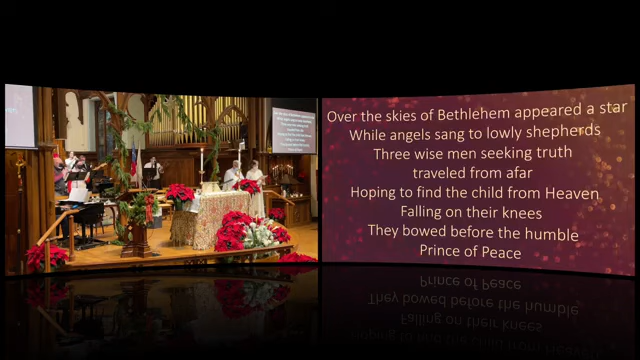 Over the skies of Bethlehem appeared a star
While angels sang to lowly shepherds
Three wise men seeking truth
traveled from afar
Hoping to find the child from Heaven
Falling on their knees
They bowed before the humble
Prince of Peace